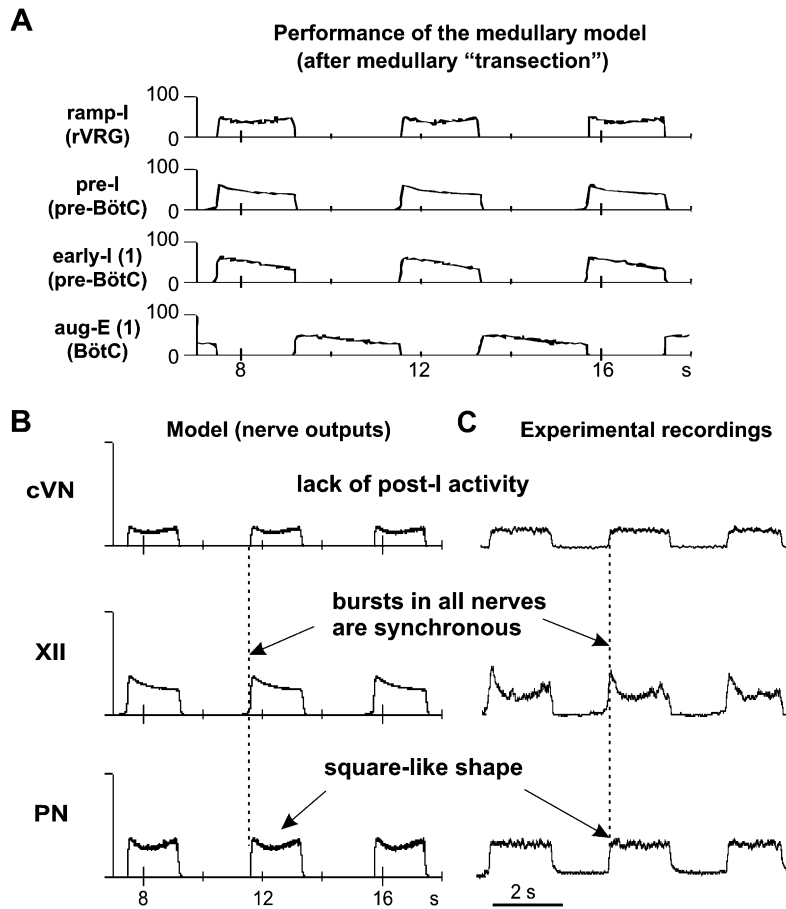 A
Performance of the medullary model
(after medullary “transection”)
100
ramp-I
(rVRG)
0
100
pre-I
(pre-BötC)
0
100
early-I (1)
(pre-BötC)
0
100
aug-E (1)
(BötC)
0
8 12 16 s
B
Model (nerve outputs)
C
Experimental recordings
cVN
lack of post-I activity
bursts in all nerves
are synchronous
XII
square-like shape
PN
8 12 16 s
2 s